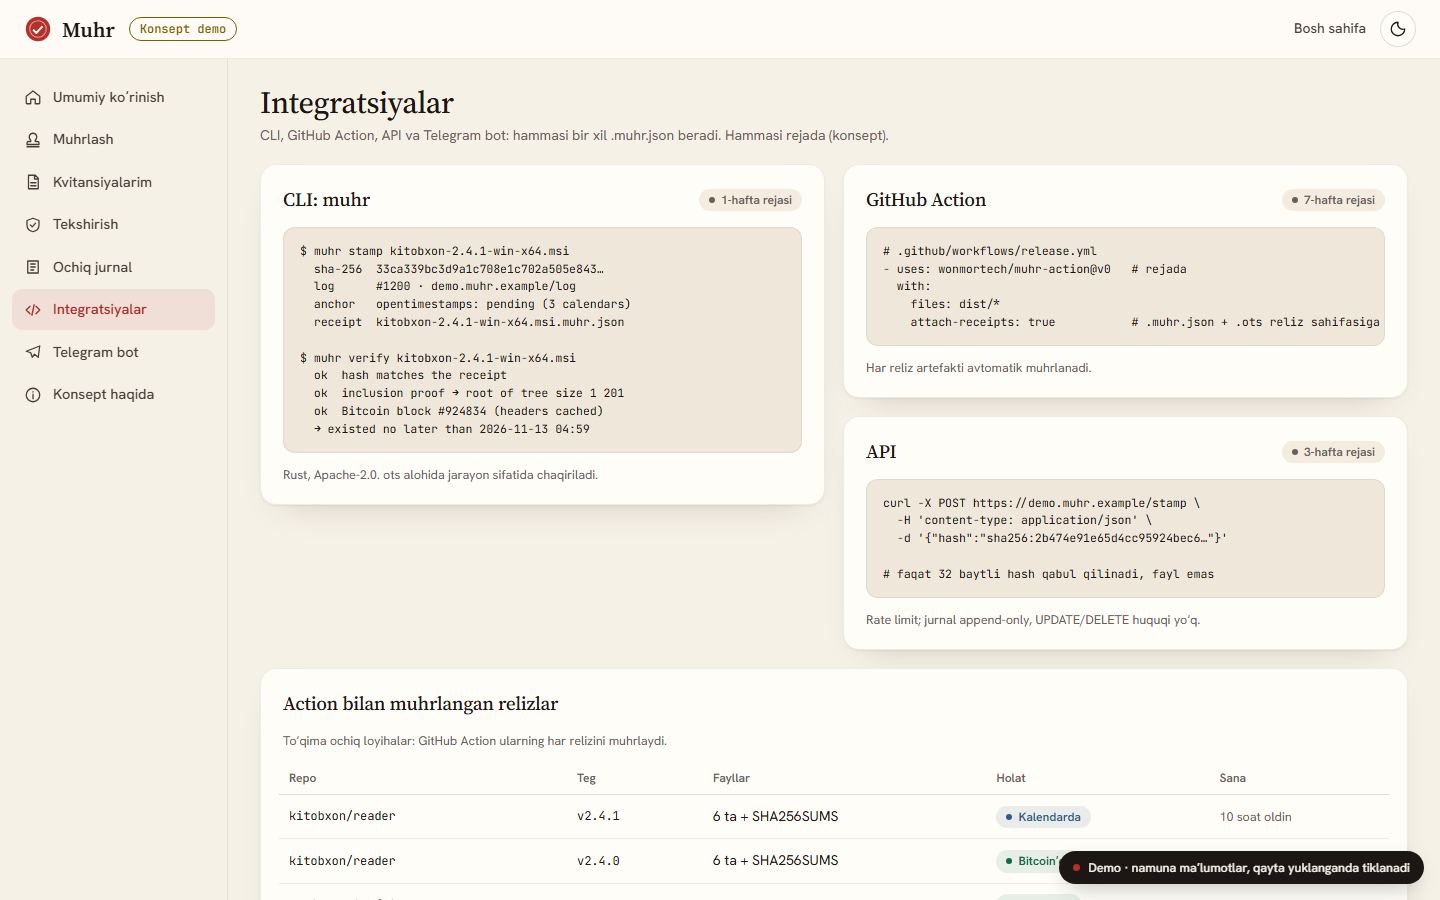 Muhr
Konsept demo
Bosh sahifa
Umumiy koʻrinish
Muhrlash
Kvitansiyalarim
Tekshirish
Ochiq jurnal
Integratsiyalar
Telegram bot
Konsept haqida
Integratsiyalar
CLI, GitHub Action, API va Telegram bot: hammasi bir xil .muhr.json beradi. Hammasi rejada (konsept).
CLI: muhr
1-hafta rejasi
$ muhr stamp kitobxon-2.4.1-win-x64.msi
sha-256 33ca339bc3d9a1c708e1c702a505e843…
log #1200 · demo.muhr.example/log
anchor opentimestamps: pending (3 calendars)
receipt kitobxon-2.4.1-win-x64.msi.muhr.json
$ muhr verify kitobxon-2.4.1-win-x64.msi
ok hash matches the receipt
ok inclusion proof → root of tree size 1 201
ok Bitcoin block #924834 (headers cached)
→ existed no later than 2026-11-13 04:59
Rust, Apache-2.0. ots alohida jarayon sifatida chaqiriladi.
GitHub Action
7-hafta rejasi
# .github/workflows/release.yml
- uses: wonmortech/muhr-action@v0 # rejada
with:
files: dist/*
attach-receipts: true # .muhr.json + .ots reliz sahifasiga
Har reliz artefakti avtomatik muhrlanadi.
API
3-hafta rejasi
curl -X POST https://demo.muhr.example/stamp \
-H 'content-type: application/json' \
-d '{"hash":"sha256:2b474e91e65d4cc95924bec6…"}'
# faqat 32 baytli hash qabul qilinadi, fayl emas
Rate limit; jurnal append-only, UPDATE/DELETE huquqi yoʻq.
Action bilan muhrlangan relizlar
Toʻqima ochiq loyihalar: GitHub Action ularning har relizini muhrlaydi.
Repo Teg Fayllar Holat Sana
kitobxon/reader v2.4.1 6 ta + SHA256SUMS Kalendarda 10 soat oldin
kitobxon/reader v2.4.0 6 ta + SHA256SUMS
Demo · namuna maʼlumotlar, qayta yuklanganda tiklanadi